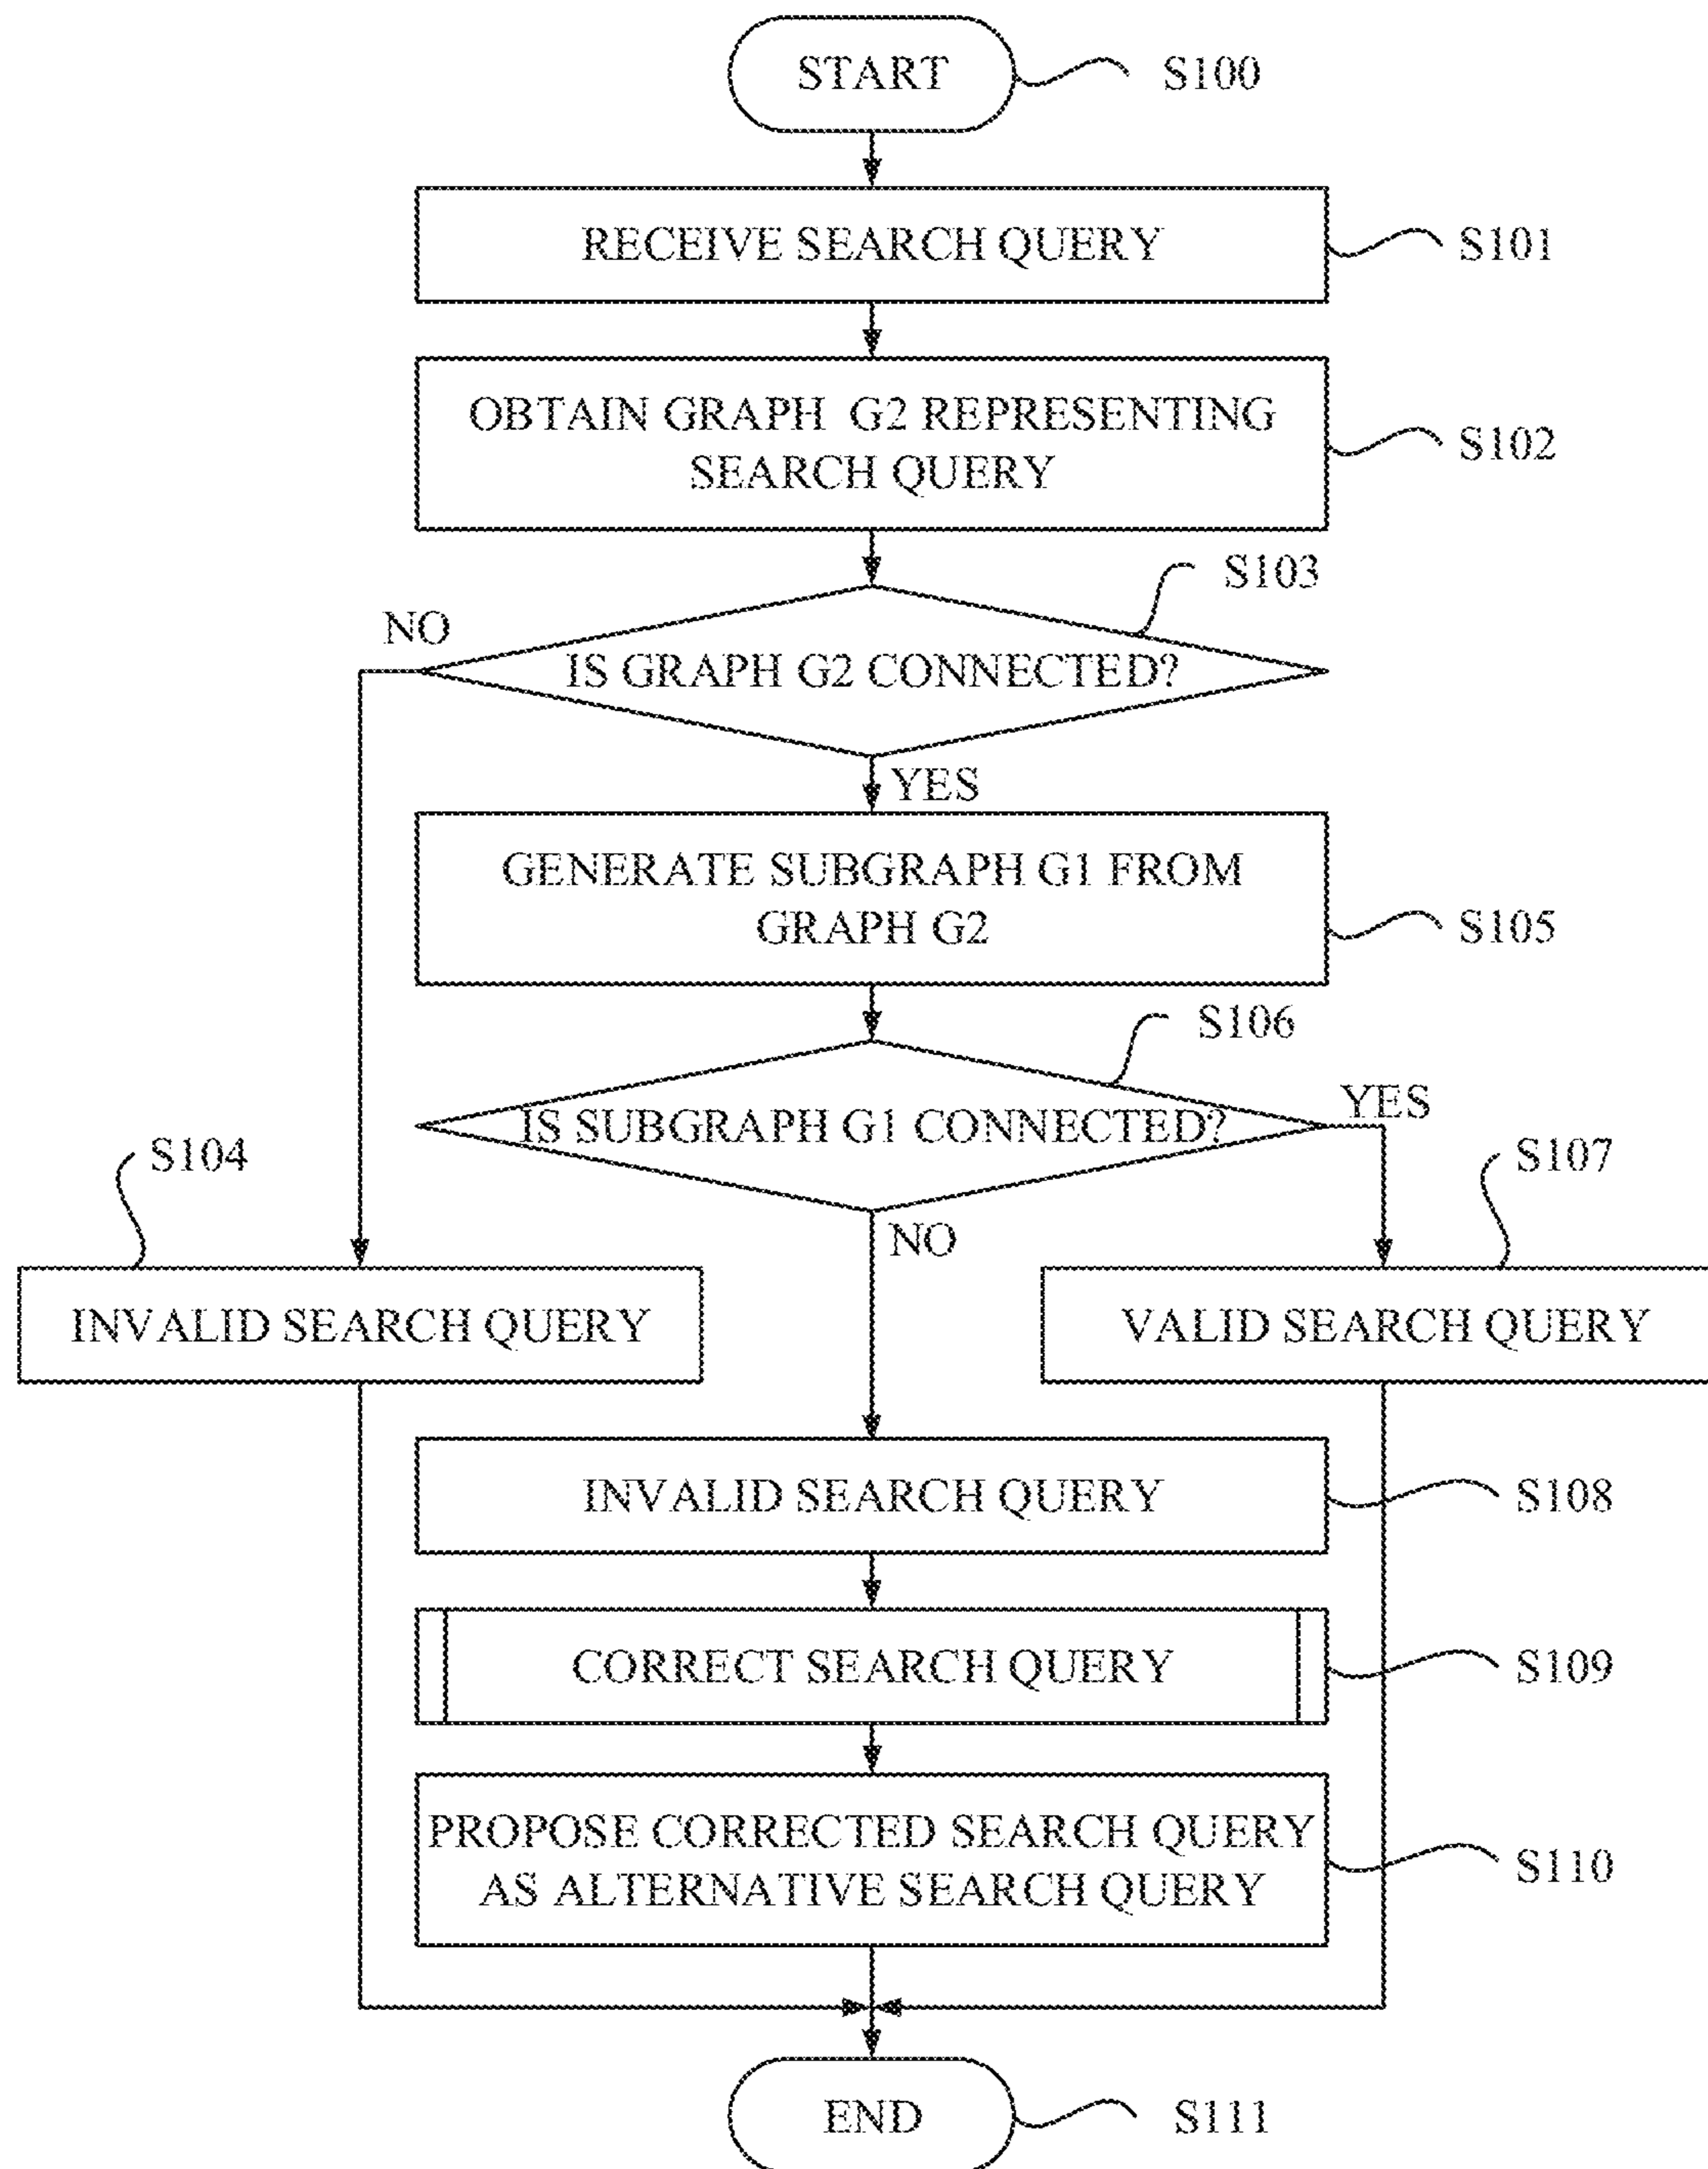 START
S100
RECEIVE SEARCH QUERY
S101
OBTAIN GRAPH G2 REPRESENTING
SEARCH QUERY
S102
S103
NO
IS GRAPH G2 CONNECTED?
YES
GENERATE SUBGRAPH G1 FROM
GRAPH G2
S105
S106
IS SUBGRAPH G1 CONNECTED?
YES
S104
S107
NO
INVALID SEARCH QUERY
VALID SEARCH QUERY
INVALID SEARCH QUERY
S108
CORRECT SEARCH QUERY
S109
PROPOSE CORRECTED SEARCH QUERY
AS ALTERNATIVE SEARCH QUERY
S110
END
S111